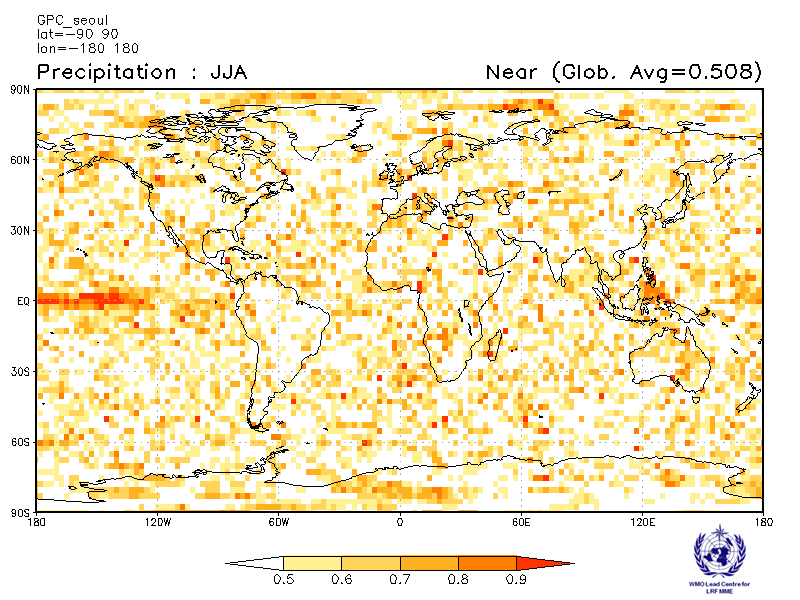 GPC_seoul
lat=-90 90
lon=-180 180
Precipitation : JJA
Near (Glob. Avg=0.508)
90N
60N
30N
EQ
30S
60S
90S
180 120W 60W 0 60E 120E 180
0.5 0.6 0.7 0.8 0.9
WMO Lead Centre for
LRF MME